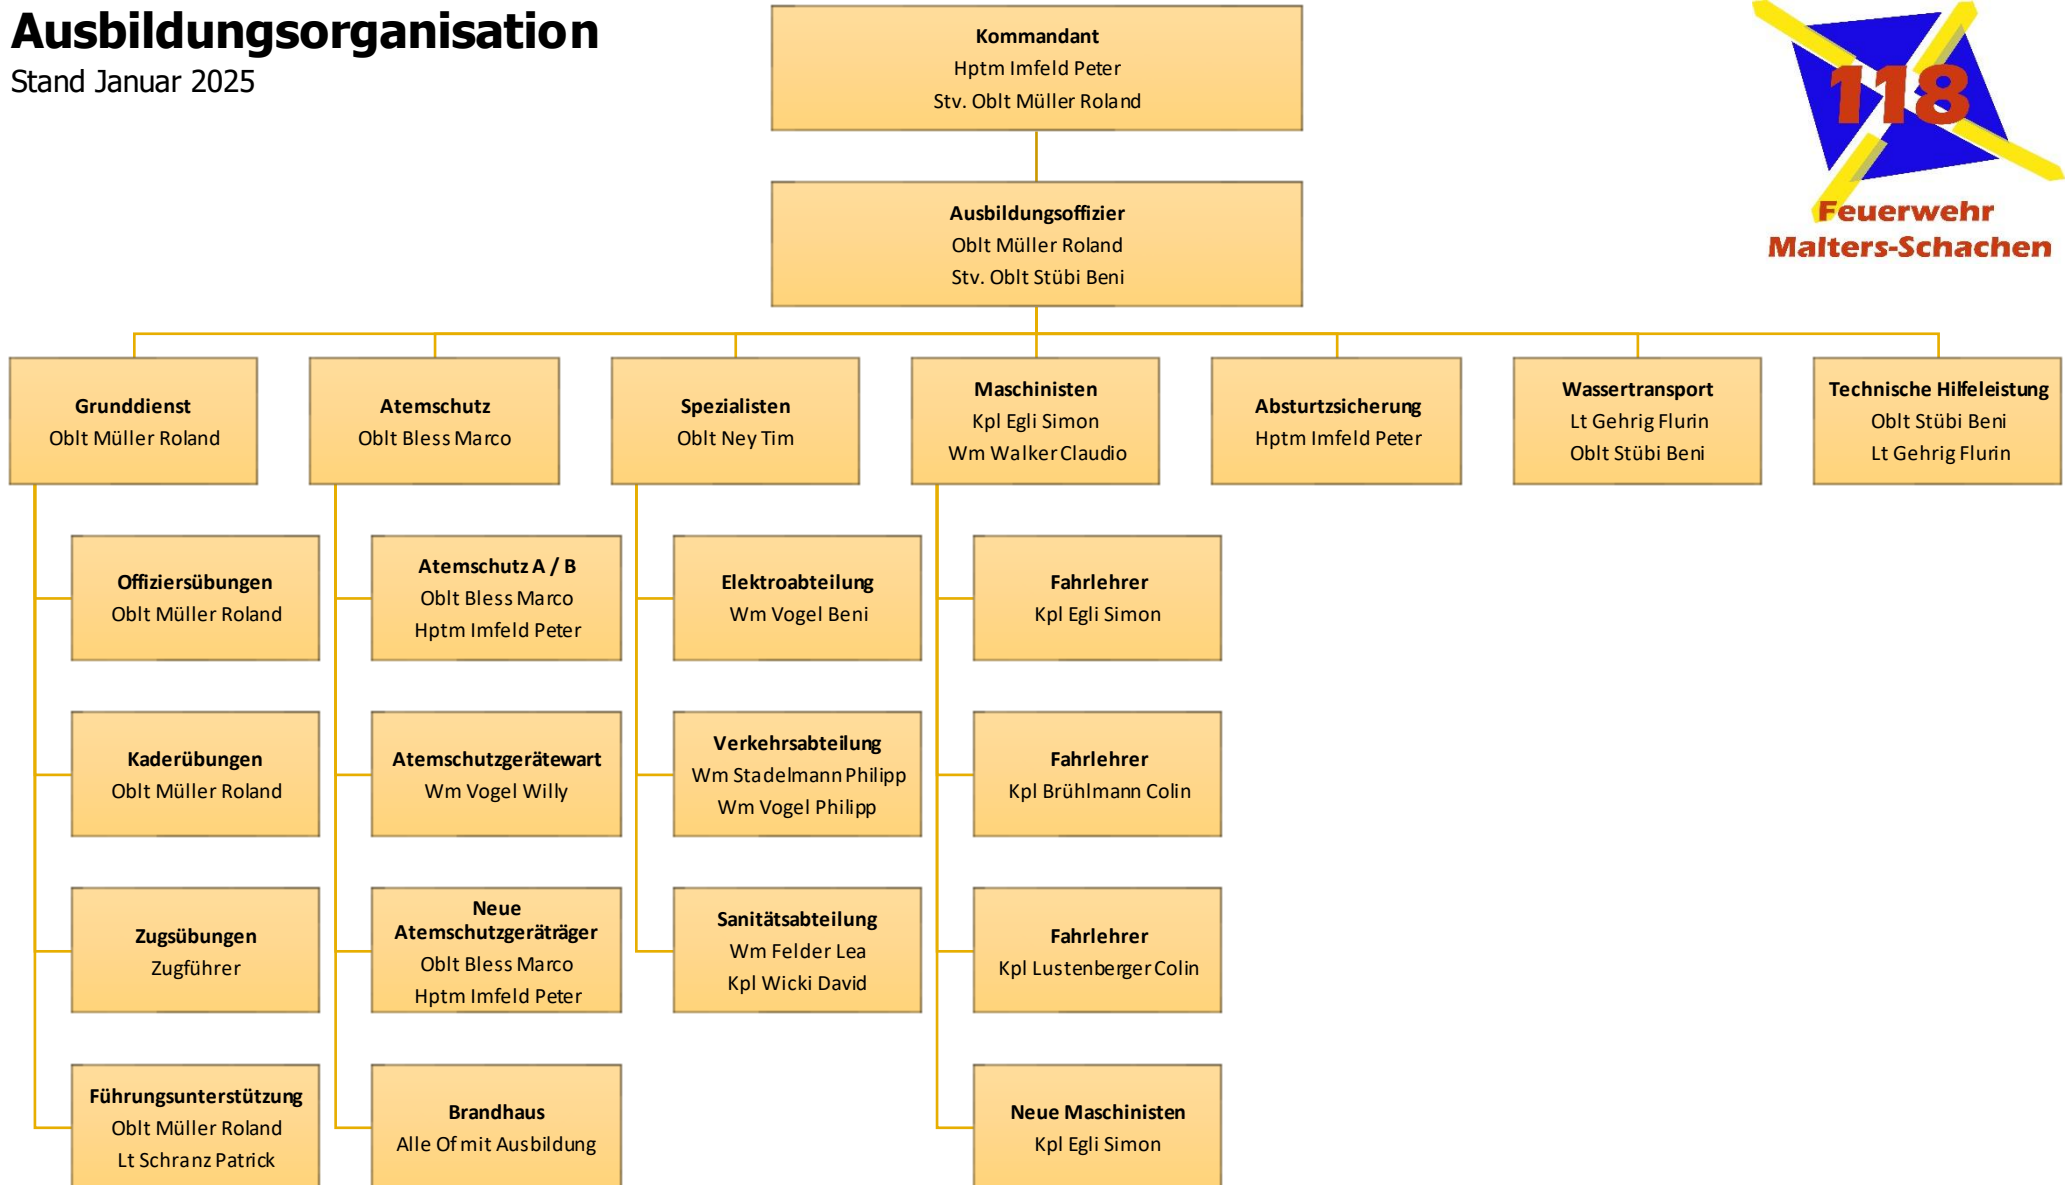 Ausbildungsorganisation
Stand Januar 2025
Kommandant
Hptm Imfeld Peter
Stv. Oblt Müller Roland
118
Feuerwehr
Malters-Schachen
Ausbildungsoffizier
Oblt Müller Roland
Stv. Oblt Stübi Beni
Grunddienst
Oblt Müller Roland
Atemschutz
Oblt Bless Marco
Spezialisten
Oblt Ney Tim
Maschinisten
Kpl Egli Simon
Wm Walker Claudio
Absturtzsicherung
Hptm Imfeld Peter
Wassertransport
Lt Gehrig Flurin
Oblt Stübi Beni
Technische Hilfeleistung
Oblt Stübi Beni
Lt Gehrig Flurin
Offiziersübungen
Oblt Müller Roland
Atemschutz A / B
Oblt Bless Marco
Hptm Imfeld Peter
Elektroabteilung
Wm Vogel Beni
Fahrlehrer
Kpl Egli Simon
Kaderübungen
Oblt Müller Roland
Atemschutzgerätewart
Wm Vogel Willy
Verkehrsabteilung
Wm Stadelmann Philipp
Wm Vogel Philipp
Fahrlehrer
Kpl Brühlmann Colin
Zugsübungen
Zugführer
Neue
Atemschutzgeräträger
Oblt Bless Marco
Hptm Imfeld Peter
Sanitätsabteilung
Wm Felder Lea
Kpl Wicki David
Fahrlehrer
Kpl Lustenberger Colin
Führungsunterstützung
Oblt Müller Roland
Lt Schranz Patrick
Brandhaus
Alle Of mit Ausbildung
Neue Maschinisten
Kpl Egli Simon